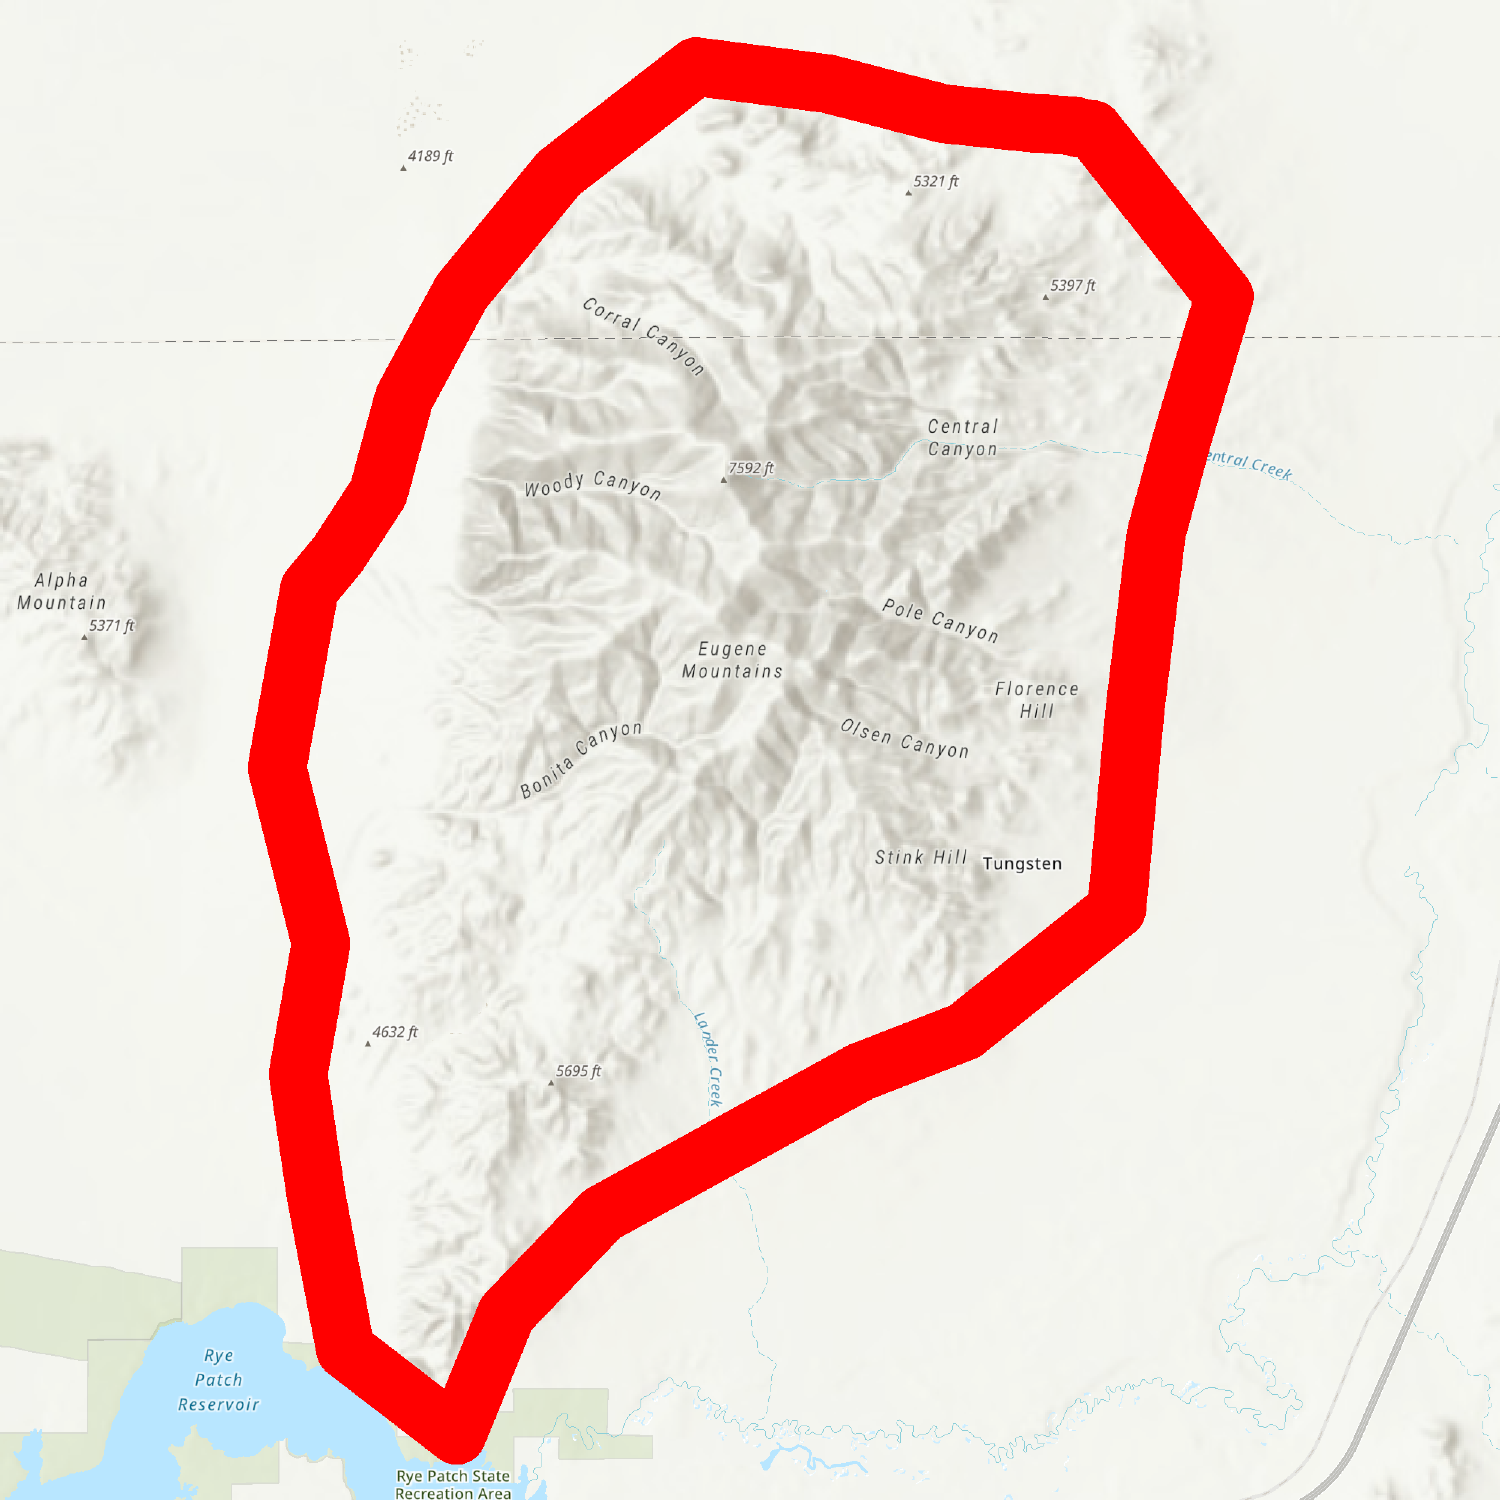 4189 ft
5321 ft
5397 ft
Corral Canyon
Central
Canyon
entral Creek
7592 ft
Woody Canyon
Alpha
Mountain
5371 ft
Pole Canyon
Eugene
Mountains
Florence
Hill
Olsen Canyon
Bonita Canyon
Stink Hill
Tungsten
Lander Creek
4632 ft
5695 ft
Rye
Patch
Reservoir
Rye Patch State
Recreation Area